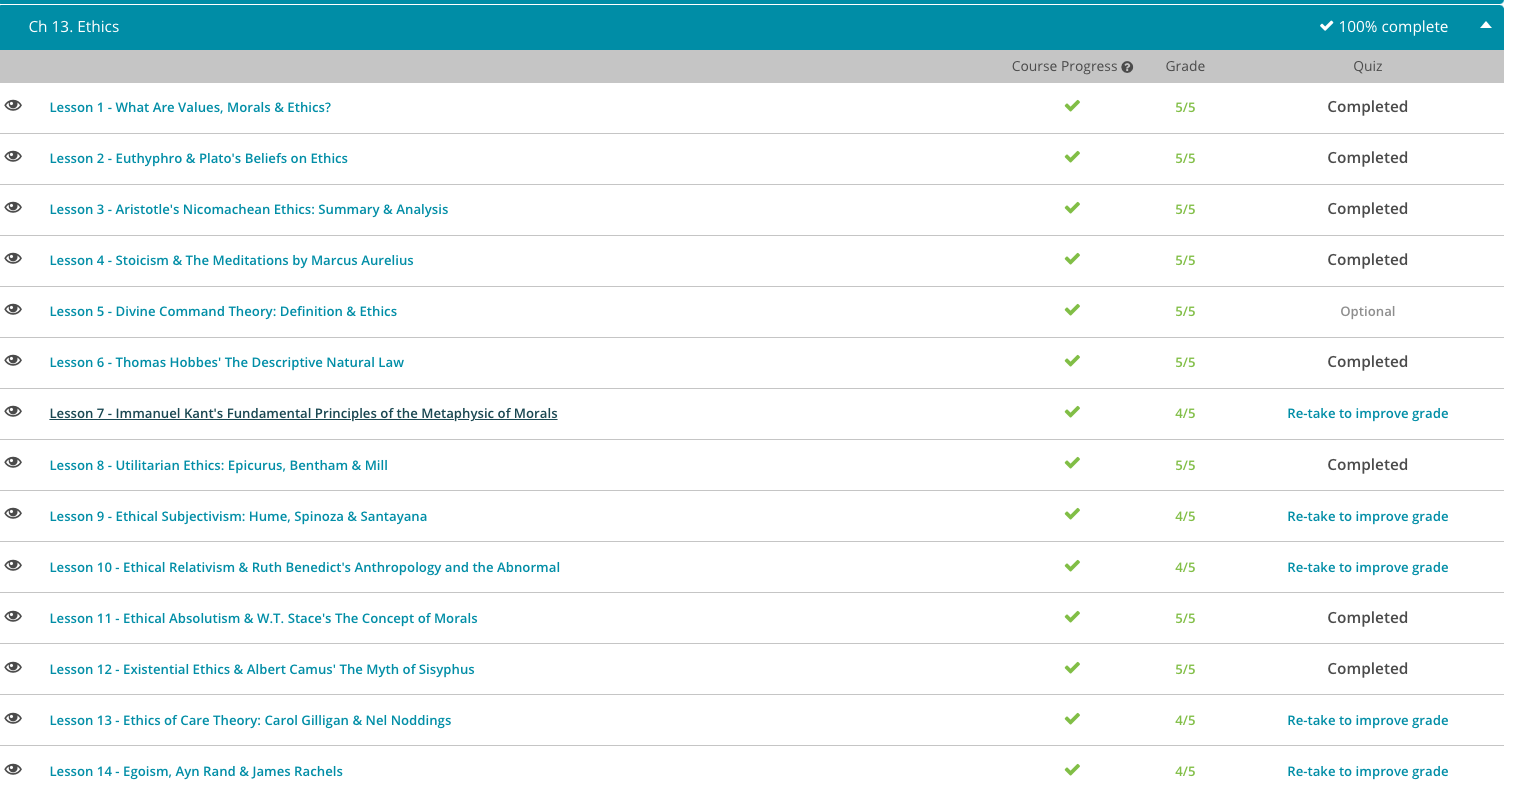 Ch 13. Ethics 100% complete
Course Progress Grade Quiz
Lesson 1 - What Are Values, Morals & Ethics? 5/5 Completed
Lesson 2 - Euthyphro & Plato's Beliefs on Ethics 5/5 Completed
Lesson 3 - Aristotle's Nicomachean Ethics: Summary & Analysis 5/5 Completed
Lesson 4 - Stoicism & The Meditations by Marcus Aurelius 5/5 Completed
Lesson 5 - Divine Command Theory: Definition & Ethics 5/5 Optional
Lesson 6 - Thomas Hobbes' The Descriptive Natural Law 5/5 Completed
Lesson 7 - Immanuel Kant's Fundamental Principles of the Metaphysic of Morals 4/5 Re-take to improve grade
Lesson 8 - Utilitarian Ethics: Epicurus, Bentham & Mill 5/5 Completed
Lesson 9 - Ethical Subjectivism: Hume, Spinoza & Santayana 4/5 Re-take to improve grade
Lesson 10 - Ethical Relativism & Ruth Benedict's Anthropology and the Abnormal 4/5 Re-take to improve grade
Lesson 11 - Ethical Absolutism & W.T. Stace's The Concept of Morals 5/5 Completed
Lesson 12 - Existential Ethics & Albert Camus' The Myth of Sisyphus 5/5 Completed
Lesson 13 - Ethics of Care Theory: Carol Gilligan & Nel Noddings 4/5 Re-take to improve grade
Lesson 14 - Egoism, Ayn Rand & James Rachels 4/5 Re-take to improve grade